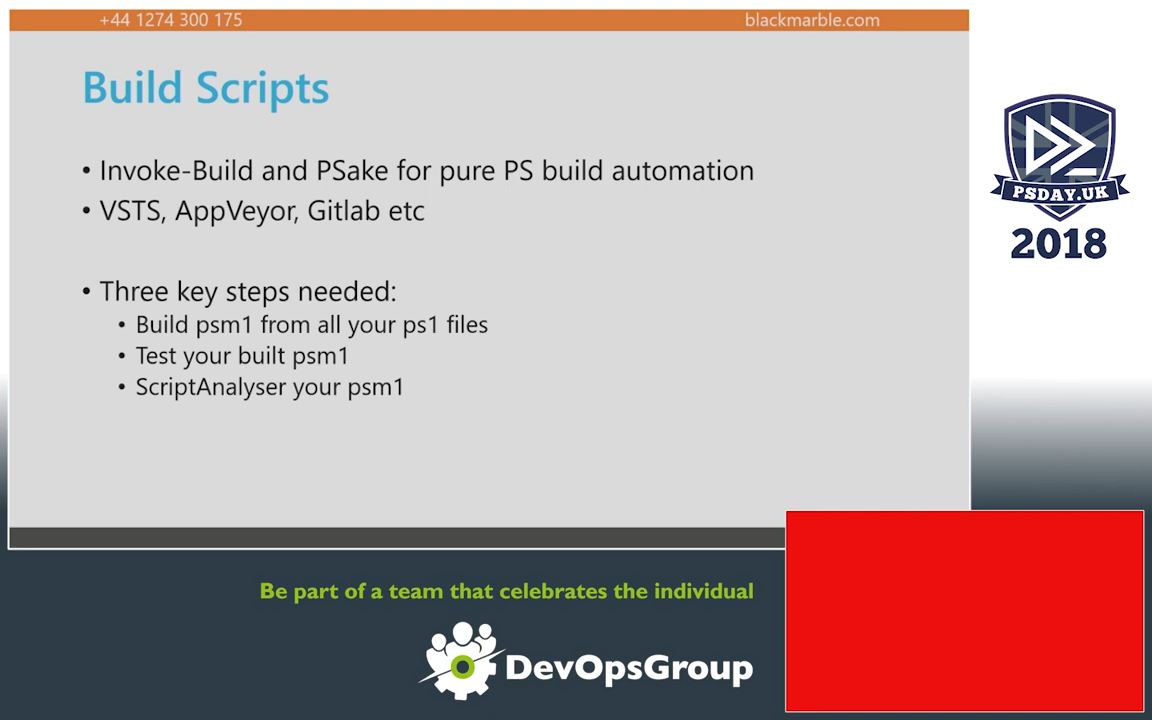 +44 1274 300 175
blackmarble.com
Build Scripts
• Invoke-Build and PSake for pure PS build automation
• VSTS, AppVeyor, Gitlab etc
• Three key steps needed:
• Build psm1 from all your ps1 files
• Test your built psm1
• ScriptAnalyser your psm1
PSDAY.UK
2018
Be part of a team that celebrates the individual
DevOpsGroup